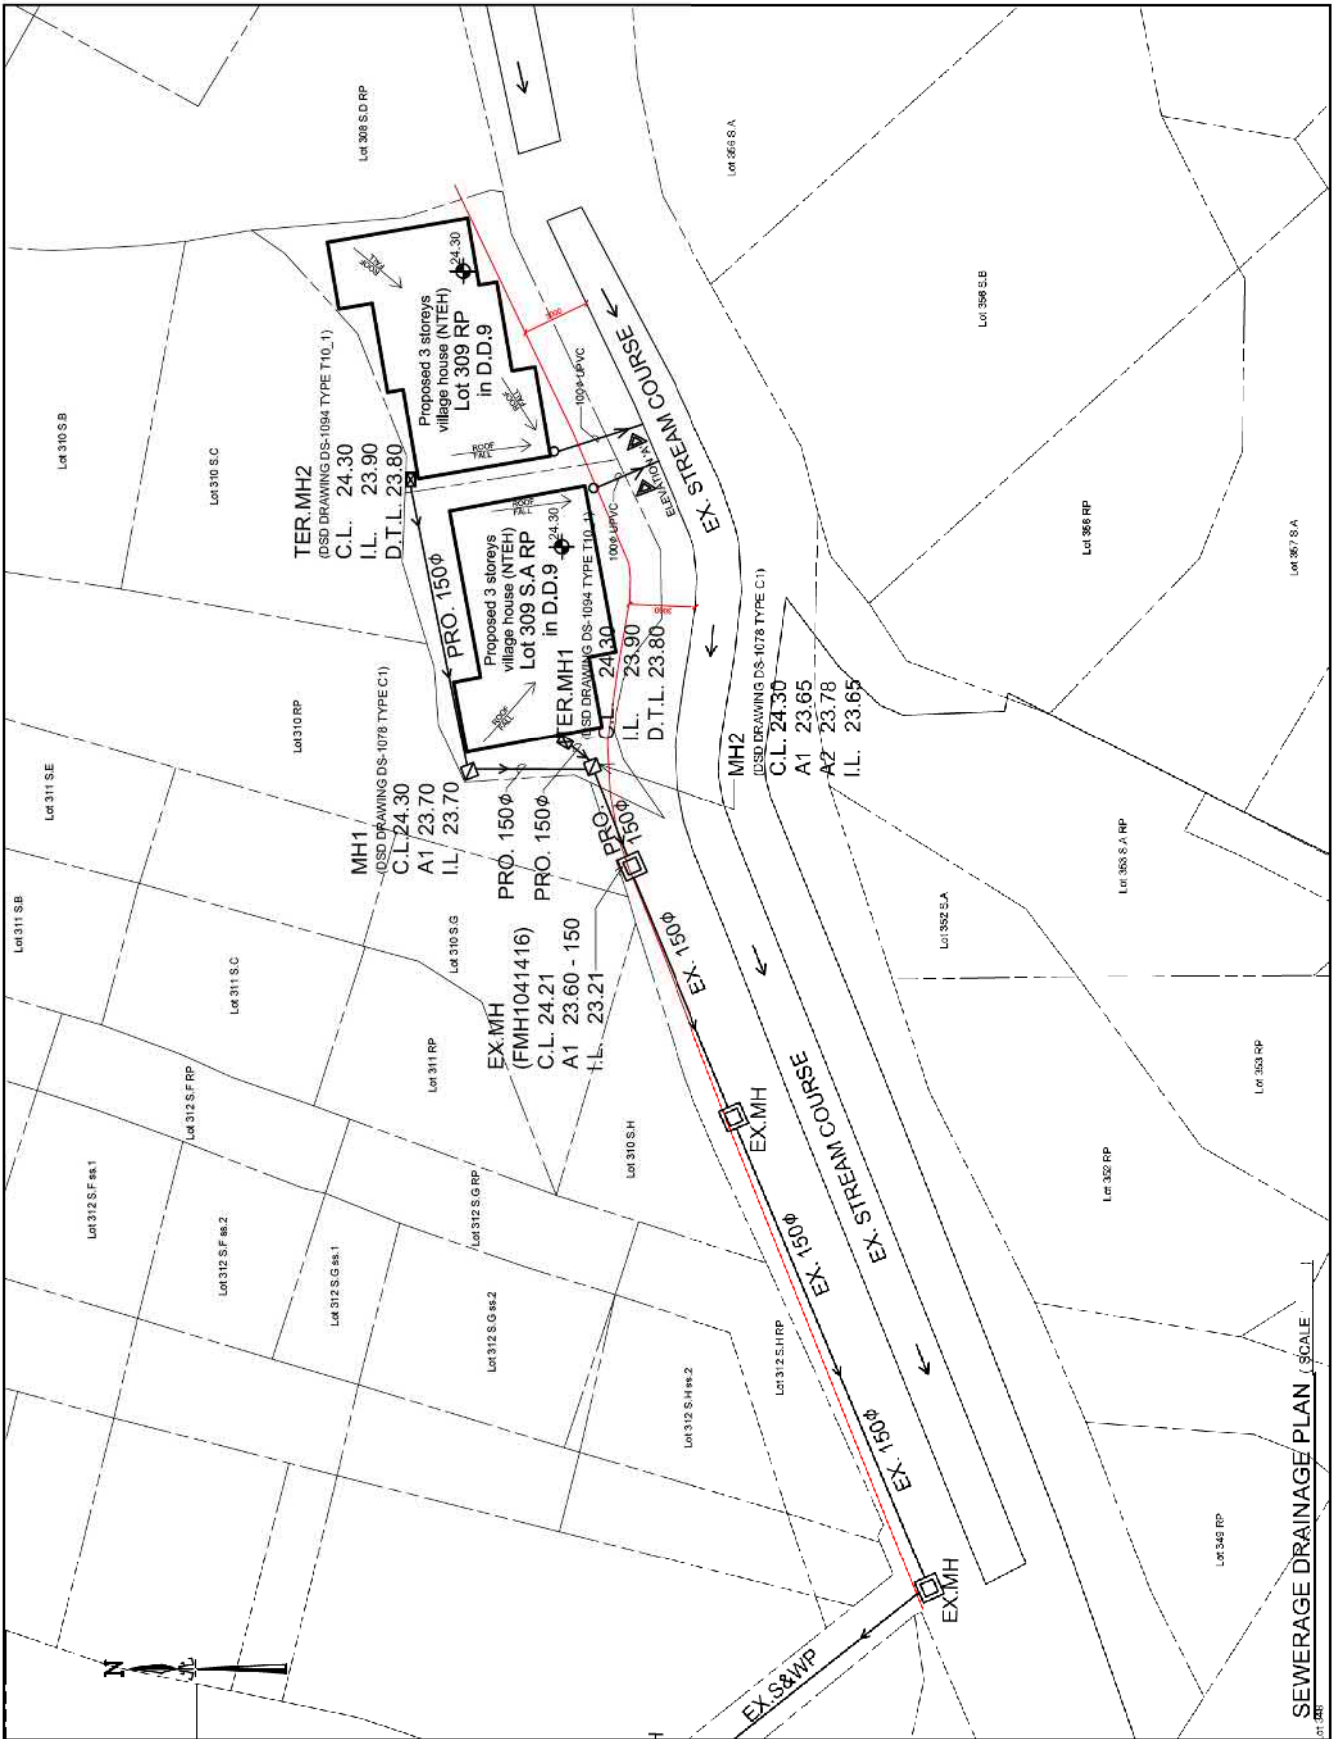 Lot 308 S.D RP
Lot 356 S.A
Lot 310 S.B
Lot 310 S.C
Lot 356 S.B
Lot 356 RP
Lot 357 S.A
TER.MH2
(DSD DRAWING DS-1094 TYPE T10_1)
C.L. 24.30
I.L. 23.90
D.T.L. 23.80
Proposed 3 storeys
village house (NTEH)
Lot 309 RP
in D.D.9
24.30
ROOF
FALL
ROOF
FALL
ROOF
FALL
3000
100Φ UPVC
EX. STREAM COURSE
ELEVATION A
PRO. 150Φ
Proposed 3 storeys
village house (NTEH)
Lot 309 S.A RP
in D.D.9
24.30
ROOF
FALL
ROOF
FALL
100Φ UPVC
3000
TER.MH1
(DSD DRAWING DS-1094 TYPE T10_1)
C.L. 24.30
I.L. 23.90
D.T.L. 23.80
Lot 310 RP
MH1
(DSD DRAWING DS-1078 TYPE C1)
C.L. 24.30
A1 23.70
I.L. 23.70
PRO. 150Φ
PRO. 150Φ
PRO.
150Φ
MH2
(DSD DRAWING DS-1078 TYPE C1)
C.L. 24.30
A1 23.65
A2 23.78
I.L. 23.65
Lot 311 S.E
Lot 311 S.B
Lot 311 S.C
Lot 310 S.G
Lot 311 RP
EX.MH
(FMH1041416)
C.L. 24.21
A1 23.60 - 150
I.L. 23.21
EX. 150Φ
Lot 352 S.A
Lot 353 S.A RP
Lot 353 RP
Lot 352 RP
Lot 312 S.F RP
Lot 312 S.F ss.1
Lot 312 S.F ss.2
Lot 312 S.G RP
Lot 312 S.G ss.1
Lot 312 S.G ss.2
Lot 310 S.H
EX.MH
EX. STREAM COURSE
EX. 150Φ
Lot 312 S.H RP
Lot 312 S.H ss.2
EX. 150Φ
EX.MH
EX.S&WP
Lot 349 RP
N
H
SEWERAGE DRAINAGE PLAN ( SCALE